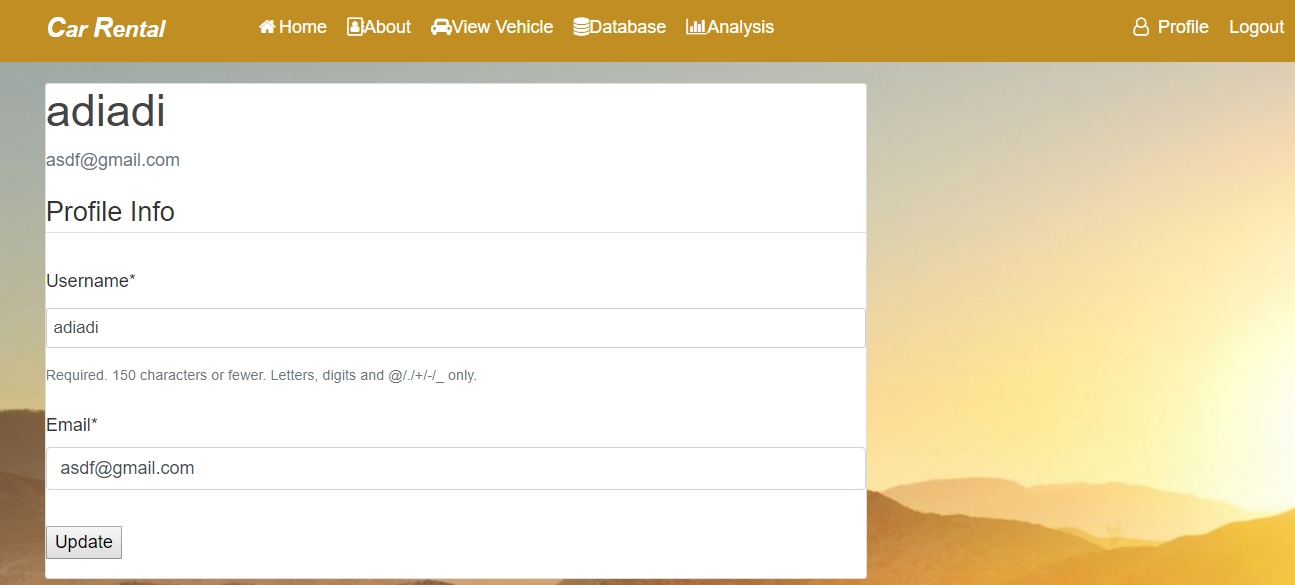 Car Rental Home About View Vehicle Database Analysis Profile Logout
adiadi
asdf@gmail.com
Profile Info
Username*
adiadi
Required. 150 characters or fewer. Letters, digits and @/./+/-/_ only.
Email*
asdf@gmail.com
Update